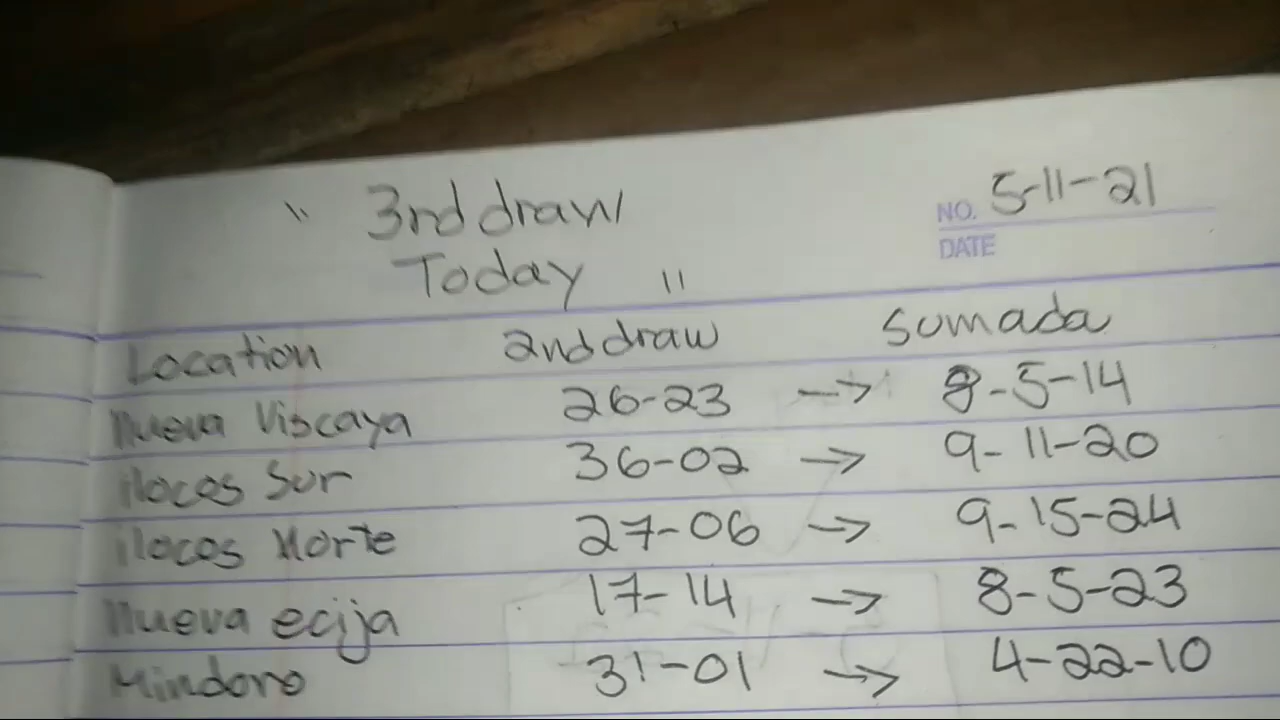 " 3rd draw
Today "
NO. 5-11-21
DATE
Location 2nd draw Sumada
Nueva Viscaya 26-23 → 8-5-14
ilocos Sur 36-02 → 9-11-20
ilocos Norte 27-06 → 9-15-24
Nueva ecija 17-14 → 8-5-23
Mindoro 31-01 → 4-22-10